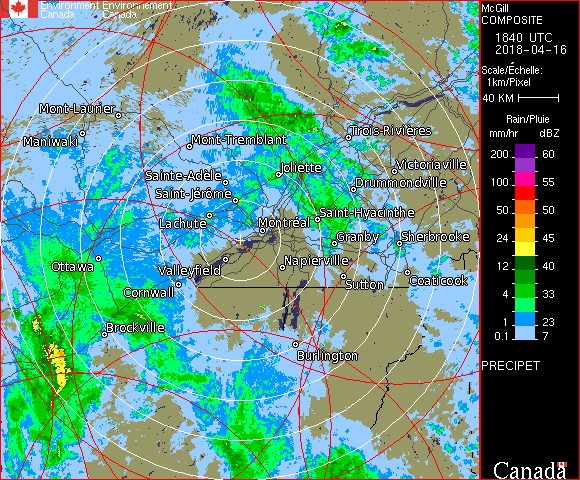 Environment Environnement
Canada Canada
McGill
COMPOSITE
1840 UTC
2018-04-16
Scale/Échelle:
1km/Pixel
40 KM
Rain/Pluie
mm/hr dBZ
200 60
100 55
50 50
24 45
12 40
4 33
1 23
0.1 7
PRECIPET
Canada
Mont-Laurier
Maniwaki
Mont-Tremblant
Trois-Rivières
Victoriaville
Joliette
Sainte-Adèle
Drummondville
Saint-Jérôme
Saint-Hyacinthe
Lachute
Montréal
Granby
Sherbrooke
Ottawa
Valleyfield
Napierville
Sutton
Coaticook
Cornwall
Brockville
Burlington